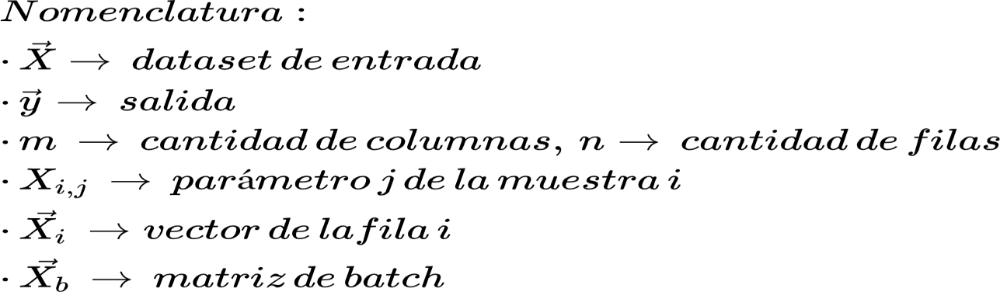 Nomenclatura :
· X⃗ → dataset de entrada
· y⃗ → salida
· m → cantidad de columnas, n → cantidad de filas
· X_{i,j} → parámetro j de la muestra i
· X⃗_i → vector de la fila i
· X⃗_b → matriz de batch